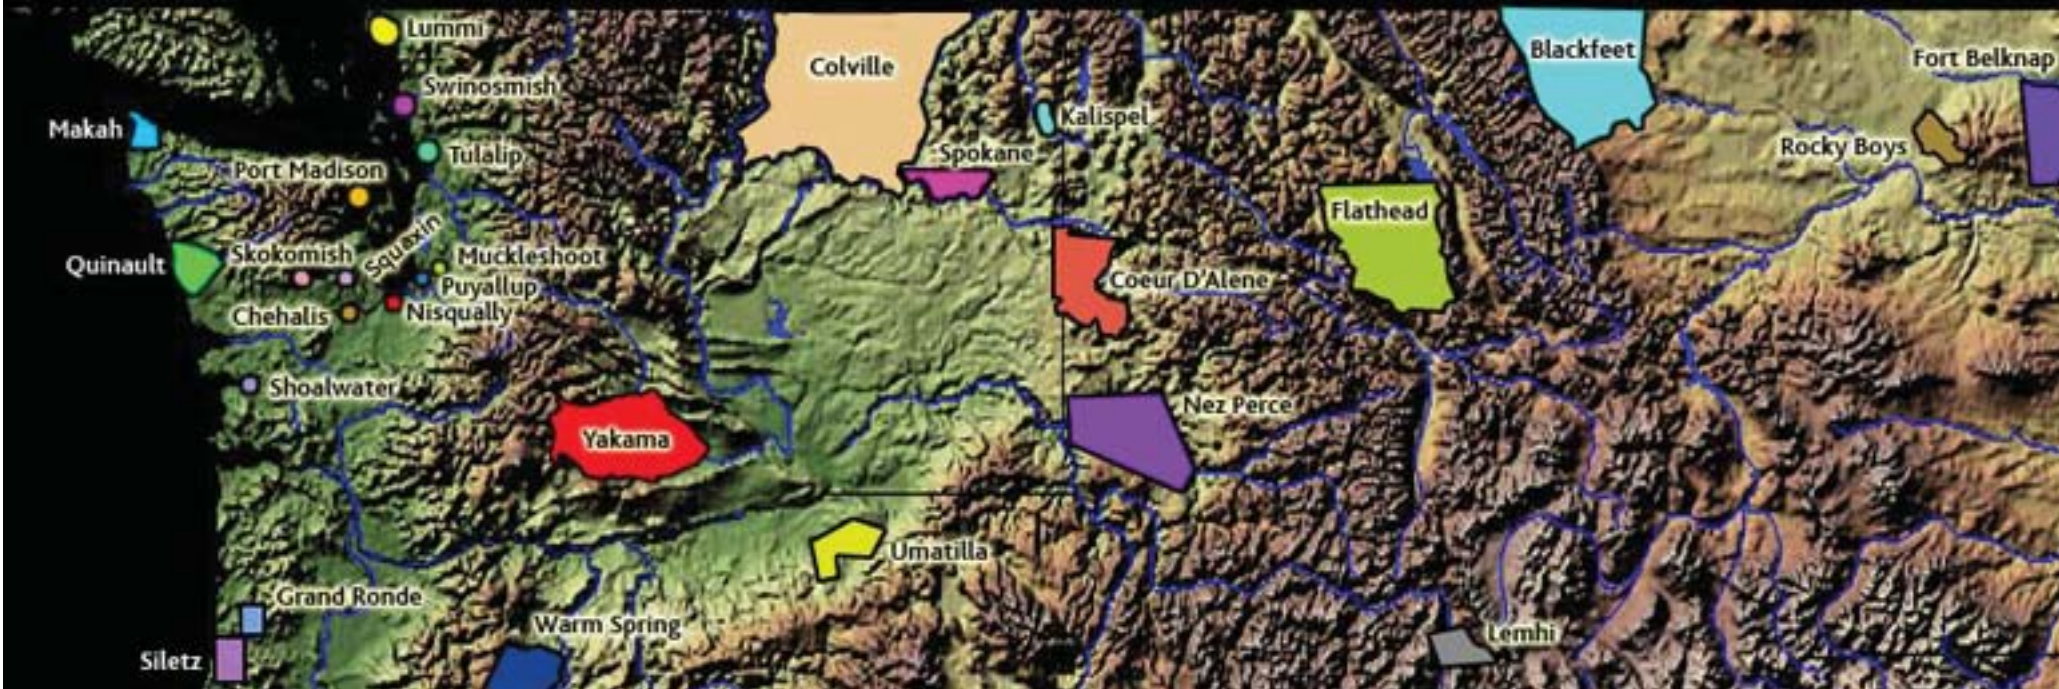 Lummi
Colville
Blackfeet
Fort Belknap
Swinosmish
Makah
Kalispel
Rocky Boys
Tulalip
Spokane
Port Madison
Flathead
Squaxin
Skokomish
Muckleshoot
Quinault
Coeur D'Alene
Puyallup
Chehalis
Nisqually
Shoalwater
Nez Perce
Yakama
Umatilla
Grand Ronde
Warm Spring
Lemhi
Siletz